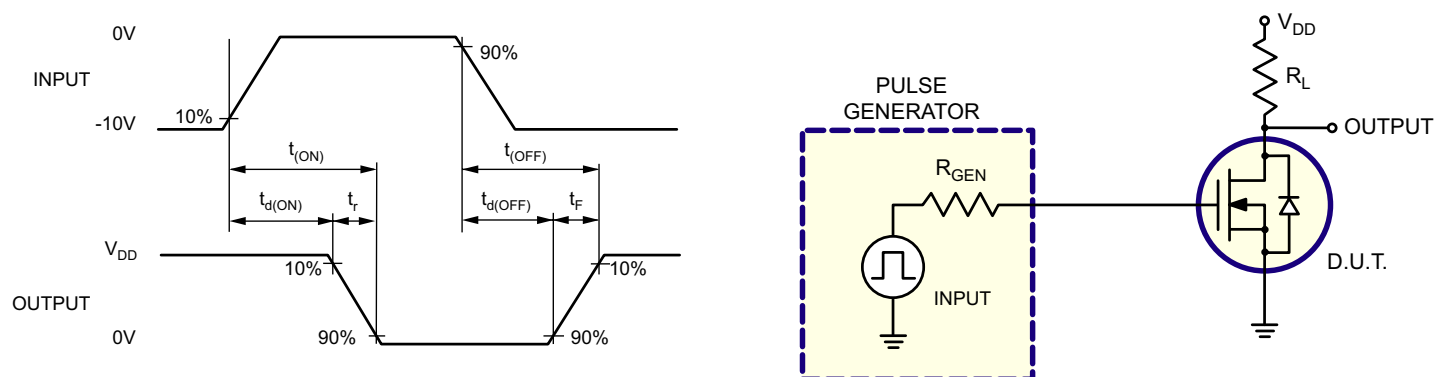 0V
INPUT
-10V
10%
90%
t(ON)
t(OFF)
td(ON)
tr
td(OFF)
tF
VDD
OUTPUT
0V
10%
90%
10%
90%
PULSE
GENERATOR
RGEN
INPUT
VDD
RL
OUTPUT
D.U.T.